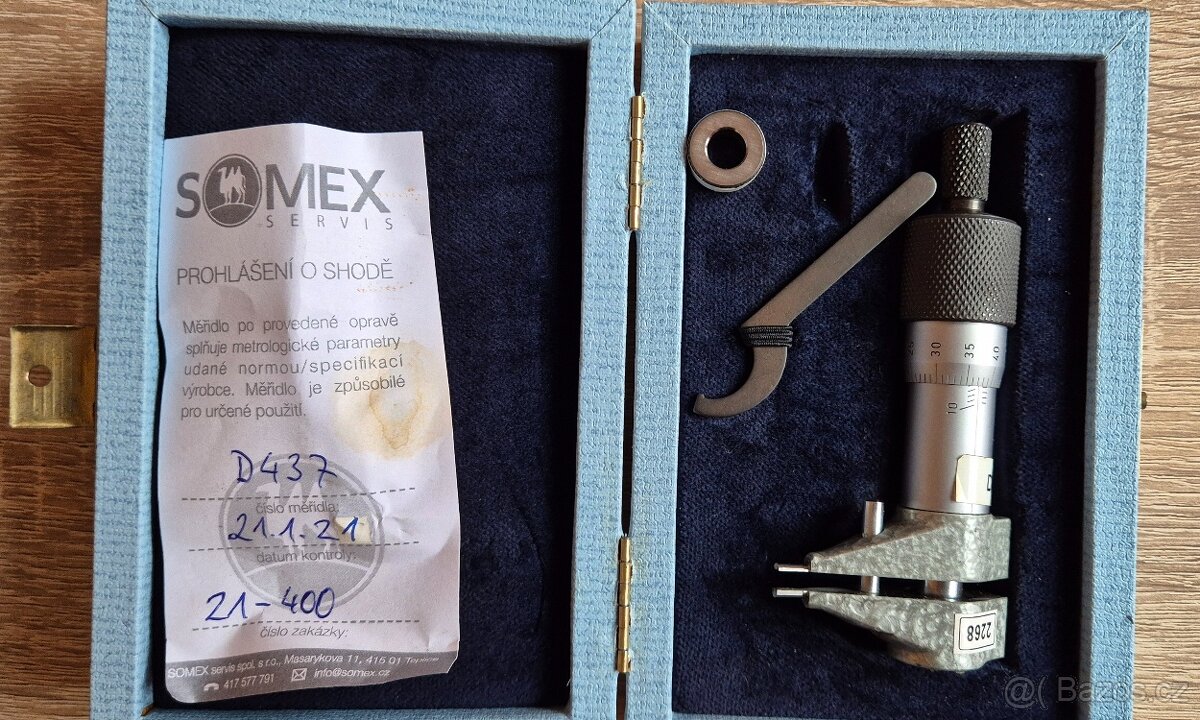 SOMEX
SERVIS
PROHLÁŠENÍ O SHODĚ
Měřidlo po provedené opravě
splňuje metrologické parametry
udané normou/specifikací
výrobce. Měřidlo je způsobilé
pro určené použití.
D437
číslo měřidla:
21.1.21
datum kontroly:
21-400
číslo zakázky:
SOMEX servis spol. s r.o., Masarykova 11, 415 01 Teplice
417 577 791 info@somex.cz
30 35 40
10
D
2268
@( Bazos.cz